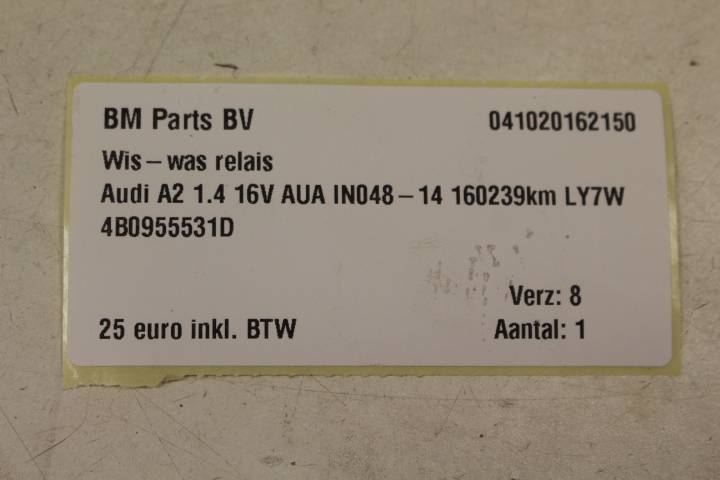 BM Parts BV 041020162150
Wis – was relais
Audi A2 1.4 16V AUA IN048 – 14 160239km LY7W
4B0955531D
Verz: 8
25 euro inkl. BTW Aantal: 1